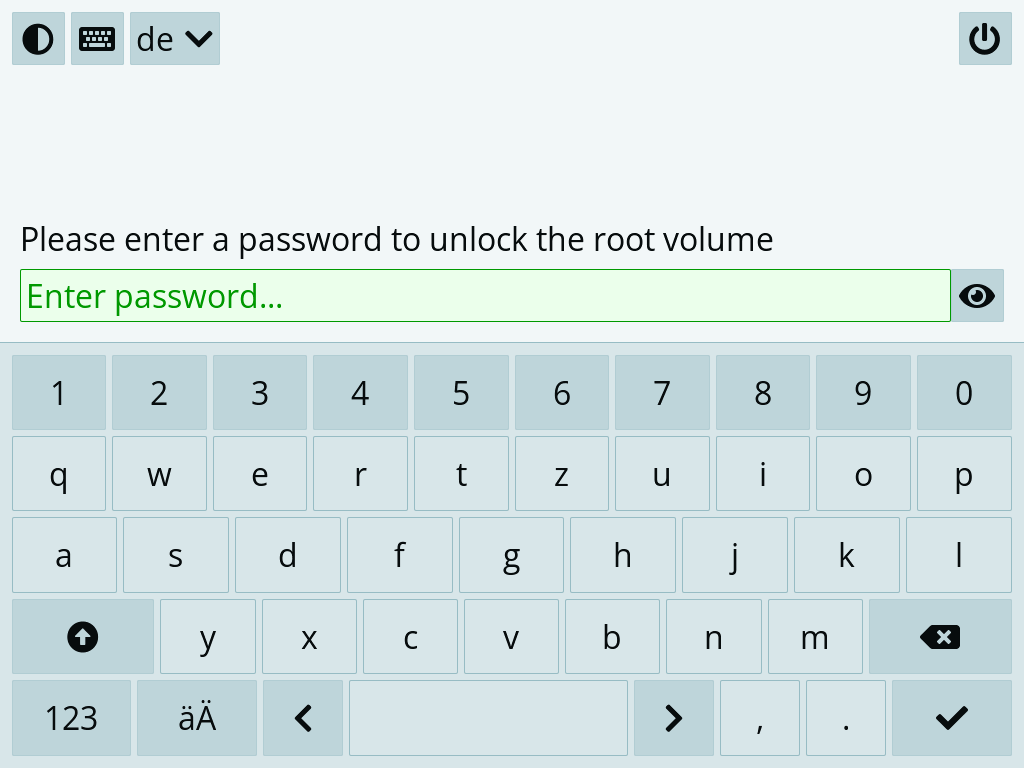 de
Please enter a password to unlock the root volume
Enter password...
1 2 3 4 5 6 7 8 9 0
q w e r t z u i o p
a s d f g h j k l
y x c v b n m
123 äÄ , .